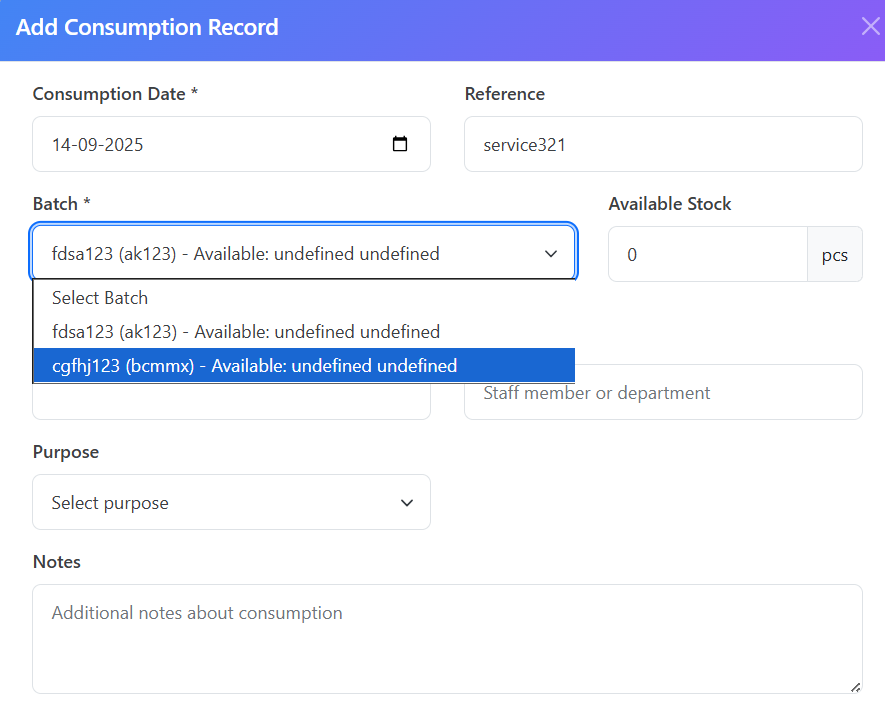 Add Consumption Record
Consumption Date *
Reference
14-09-2025
service321
Batch *
Available Stock
fdsa123 (ak123) - Available: undefined undefined
0
pcs
Select Batch
fdsa123 (ak123) - Available: undefined undefined
cgfhj123 (bcmmx) - Available: undefined undefined
Staff member or department
Purpose
Select purpose
Notes
Additional notes about consumption